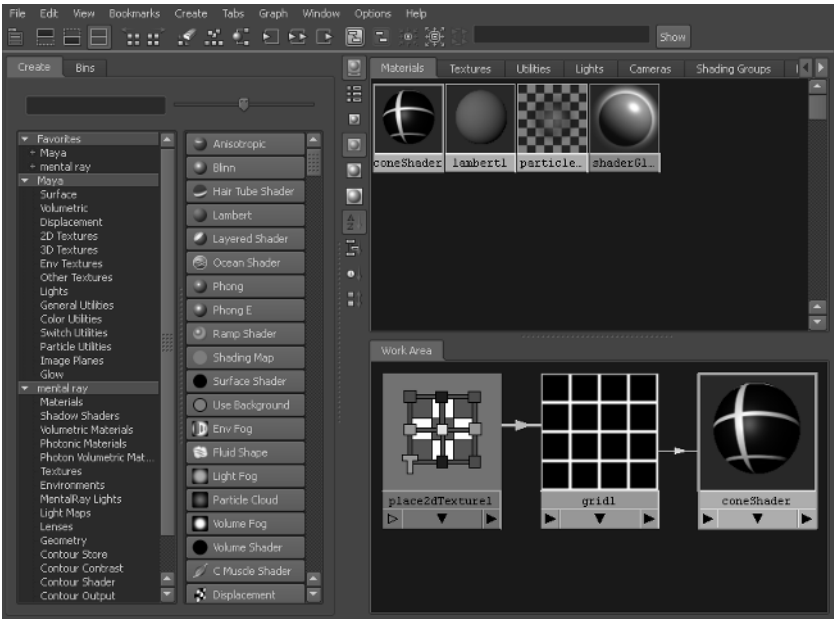 File Edit View Bookmarks Create Tabs Graph Window Options Help
Show
Create Bins
Favorites
+ Maya
+ mental ray
Maya
Surface
Volumetric
Displacement
2D Textures
3D Textures
Env Textures
Other Textures
Lights
General Utilities
Color Utilities
Switch Utilities
Particle Utilities
Image Planes
Glow
mental ray
Materials
Shadow Shaders
Volumetric Materials
Photonic Materials
Photon Volumetric Mat...
Textures
Environments
MentalRay Lights
Light Maps
Lenses
Geometry
Contour Store
Contour Contrast
Contour Shader
Contour Output
Anisotropic
Blinn
Hair Tube Shader
Lambert
Layered Shader
Ocean Shader
Phong
Phong E
Ramp Shader
Shading Map
Surface Shader
Use Background
Env Fog
Fluid Shape
Light Fog
Particle Cloud
Volume Fog
Volume Shader
C Muscle Shader
Displacement
Materials Textures Utilities Lights Cameras Shading Groups
coneShader lambert1 particle… shaderGl…
Work Area
place2dTexture1 grid1 coneShader